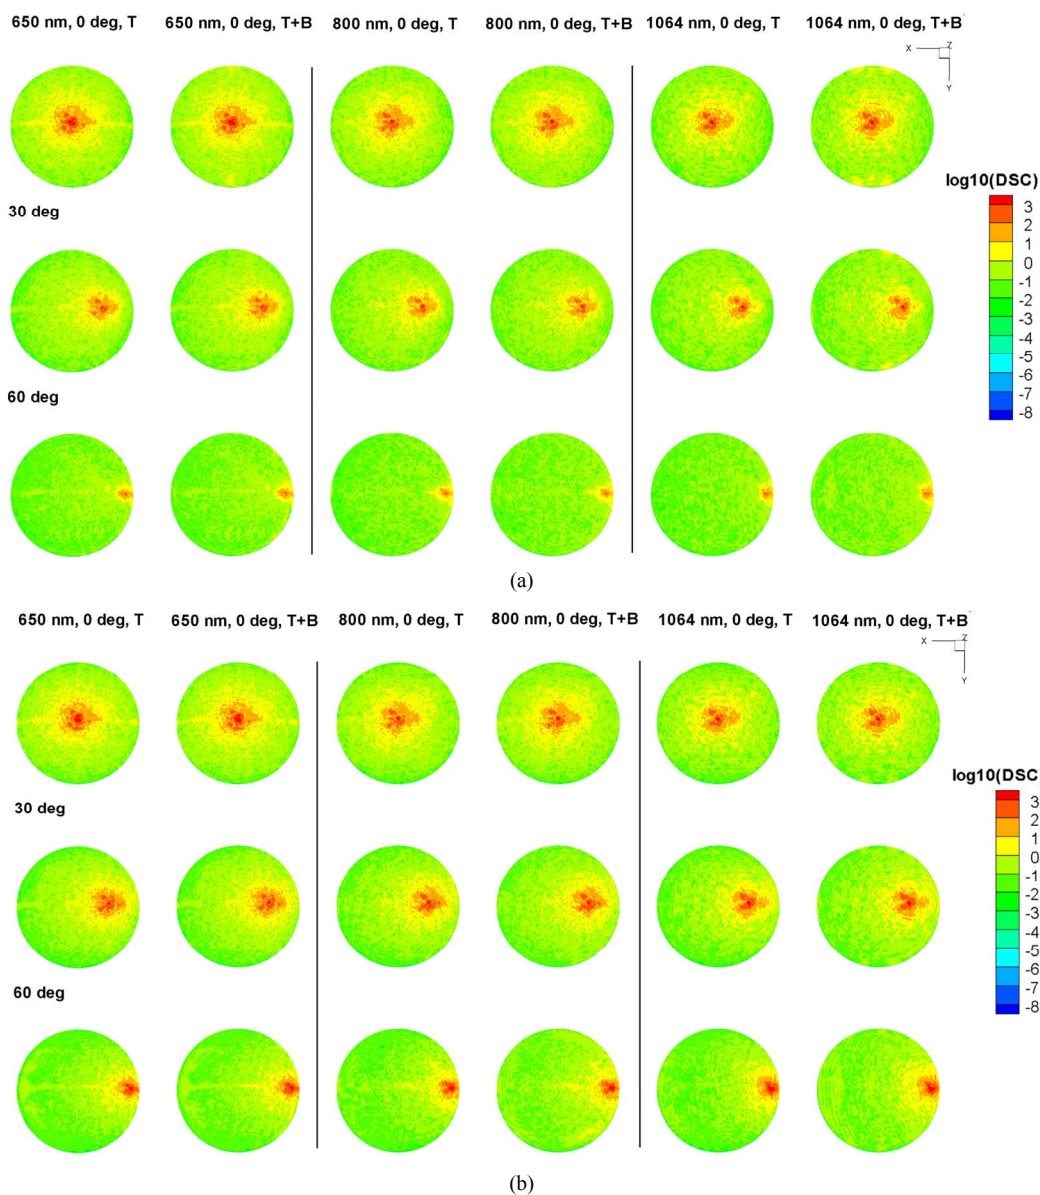 650 nm, 0 deg, T 650 nm, 0 deg, T+B 800 nm, 0 deg, T 800 nm, 0 deg, T+B 1064 nm, 0 deg, T 1064 nm, 0 deg, T+B
X Z
Y
log10(DSC)
3
2
1
0
-1
-2
-3
-4
-5
-6
-7
-8
30 deg
60 deg
(a)
650 nm, 0 deg, T 650 nm, 0 deg, T+B 800 nm, 0 deg, T 800 nm, 0 deg, T+B 1064 nm, 0 deg, T 1064 nm, 0 deg, T+B
X Z
Y
log10(DSC
3
2
1
0
-1
-2
-3
-4
-5
-6
-7
-8
30 deg
60 deg
(b)